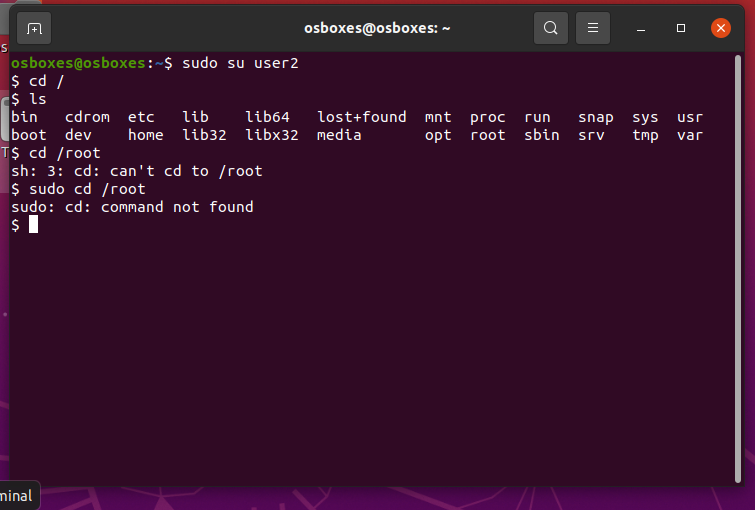 osboxes@osboxes: ~
osboxes@osboxes:~$ sudo su user2
$ cd /
$ ls
bin   cdrom  etc   lib    lib64   lost+found  mnt  proc  run   snap  sys  usr
boot  dev    home  lib32  libx32  media       opt  root  sbin  srv   tmp  var
$ cd /root
sh: 3: cd: can't cd to /root
$ sudo cd /root
sudo: cd: command not found
$
minal